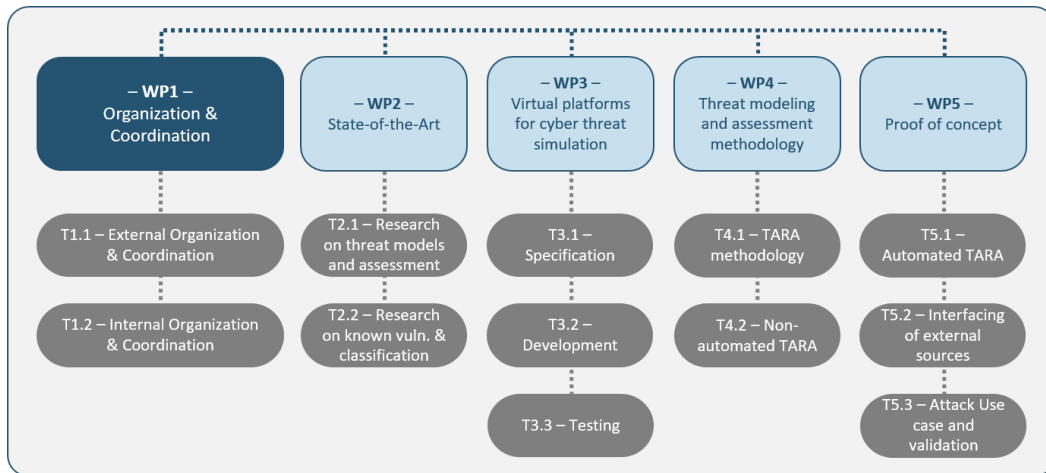 – WP1 –
Organization &
Coordination
– WP2 –
State-of-the-Art
– WP3 –
Virtual platforms
for cyber threat
simulation
– WP4 –
Threat modeling
and assessment
methodology
– WP5 –
Proof of concept
T1.1 – External Organization
& Coordination
T2.1 – Research
on threat models
and assessment
T3.1 –
Specification
T4.1 – TARA
methodology
T5.1 –
Automated TARA
T1.2 – Internal Organization
& Coordination
T2.2 – Research
on known vuln. &
classification
T3.2 –
Development
T4.2 – Non-
automated TARA
T5.2 – Interfacing
of external
sources
T3.3 – Testing
T5.3 – Attack Use
case and
validation